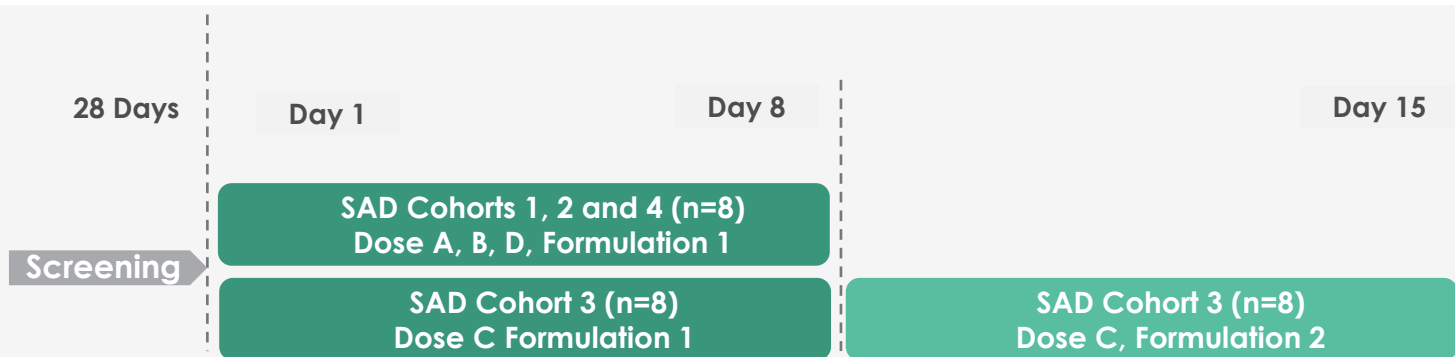 28 Days
Day 1
Day 8
Day 15
SAD Cohorts 1, 2 and 4 (n=8)
Dose A, B, D, Formulation 1
Screening
SAD Cohort 3 (n=8)
Dose C Formulation 1
SAD Cohort 3 (n=8)
Dose C, Formulation 2